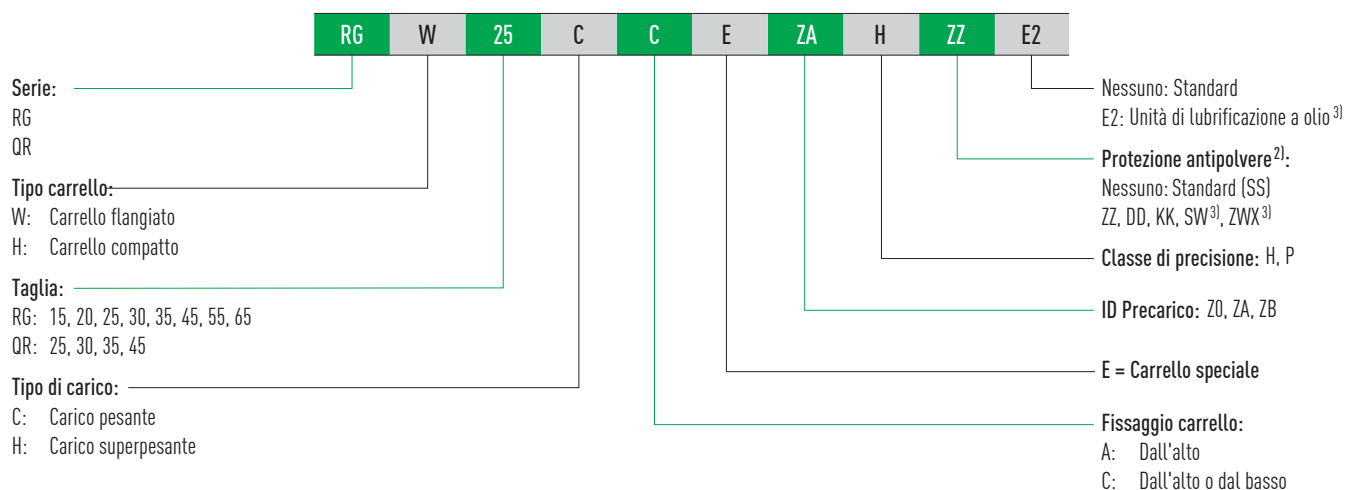 RG W 25 C C E ZA H ZZ E2
Serie:
RG
QR
Tipo carrello:
W: Carrello flangiato
H: Carrello compatto
Taglia:
RG: 15, 20, 25, 30, 35, 45, 55, 65
QR: 25, 30, 35, 45
Tipo di carico:
C: Carico pesante
H: Carico superpesante
Nessuno: Standard
E2: Unità di lubrificazione a olio 3)
Protezione antipolvere 2):
Nessuno: Standard (SS)
ZZ, DD, KK, SW 3), ZWX 3)
Classe di precisione: H, P
ID Precarico: Z0, ZA, ZB
E = Carrello speciale
Fissaggio carrello:
A: Dall'alto
C: Dall'alto o dal basso